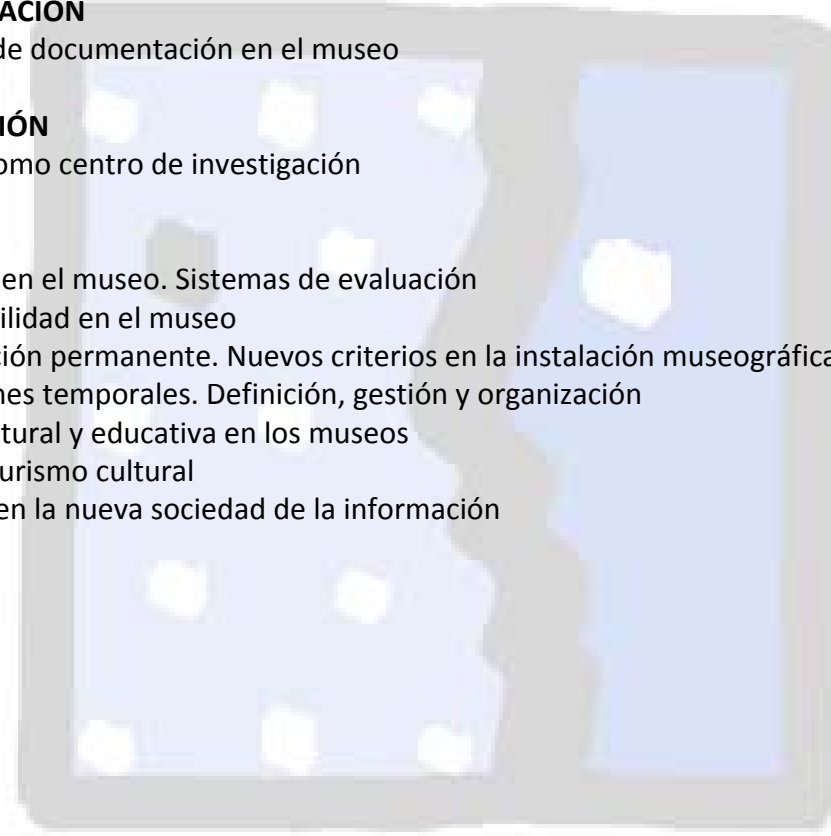 ACIÓN
de documentación en el museo
IÓN
omo centro de investigación
en el museo. Sistemas de evaluación
ilidad en el museo
ción permanente. Nuevos criterios en la instalación museográfica
nes temporales. Definición, gestión y organización
tural y educativa en los museos
urismo cultural
en la nueva sociedad de la información